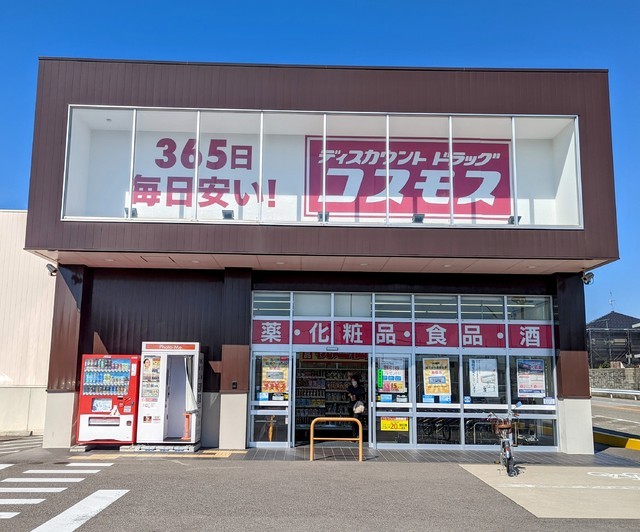 365日
毎日安い!
ディスカウント ドラッグ
コスモス
薬・化粧品・食品・酒